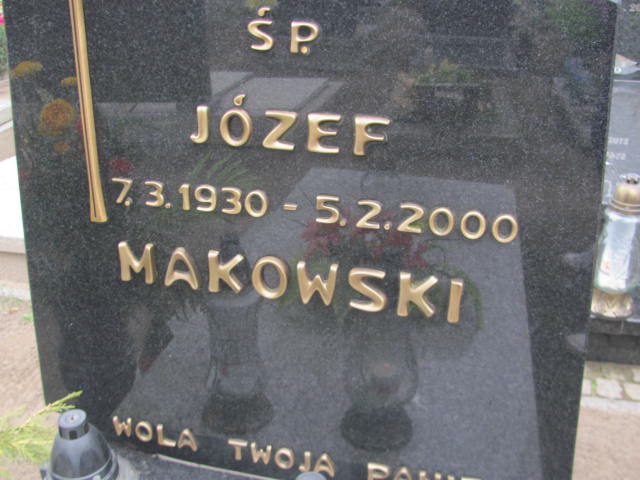 ŚP.
JÓZEF
7.3.1930 - 5.2.2000
MAKOWSKI
WOLA TWOJA